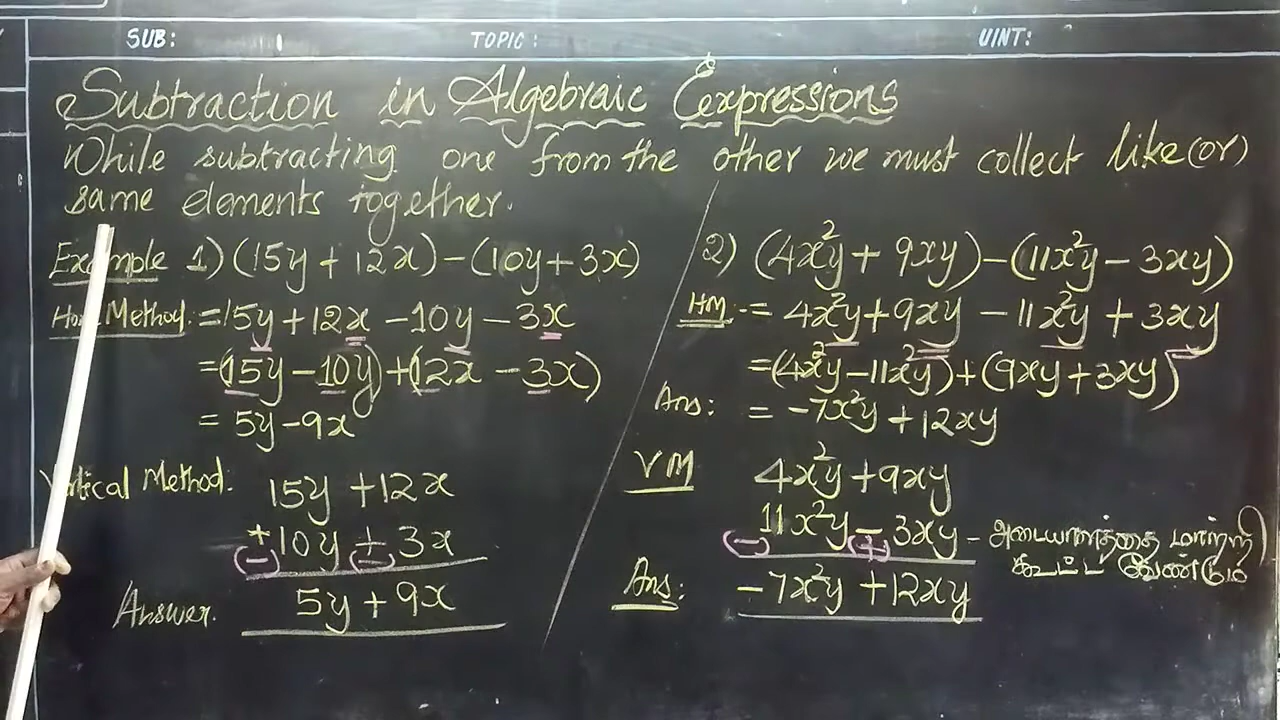 SUB: TOPIC: UINT:
Subtraction in Algebraic Expressions
While subtracting one from the other we must collect like (or)
same elements together.
Example 1) (15y + 12x) - (10y + 3x)
Method: = 15y + 12x - 10y - 3x
= (15y - 10y) + (12x - 3x)
= 5y - 9x
Vertical Method:
15y + 12x
+10y + 3x
(-) (-)
Answer. 5y + 9x
2) (4x²y + 9xy) - (11x²y - 3xy)
HM: = 4x²y + 9xy - 11x²y + 3xy
= (4x²y - 11x²y) + (9xy + 3xy)
Ans: = -7x²y + 12xy
VM 4x²y + 9xy
11x²y - 3xy - அடையாளத்தை மாற்றி
(-) (+) கூட்ட வேண்டும்
Ans: -7x²y + 12xy